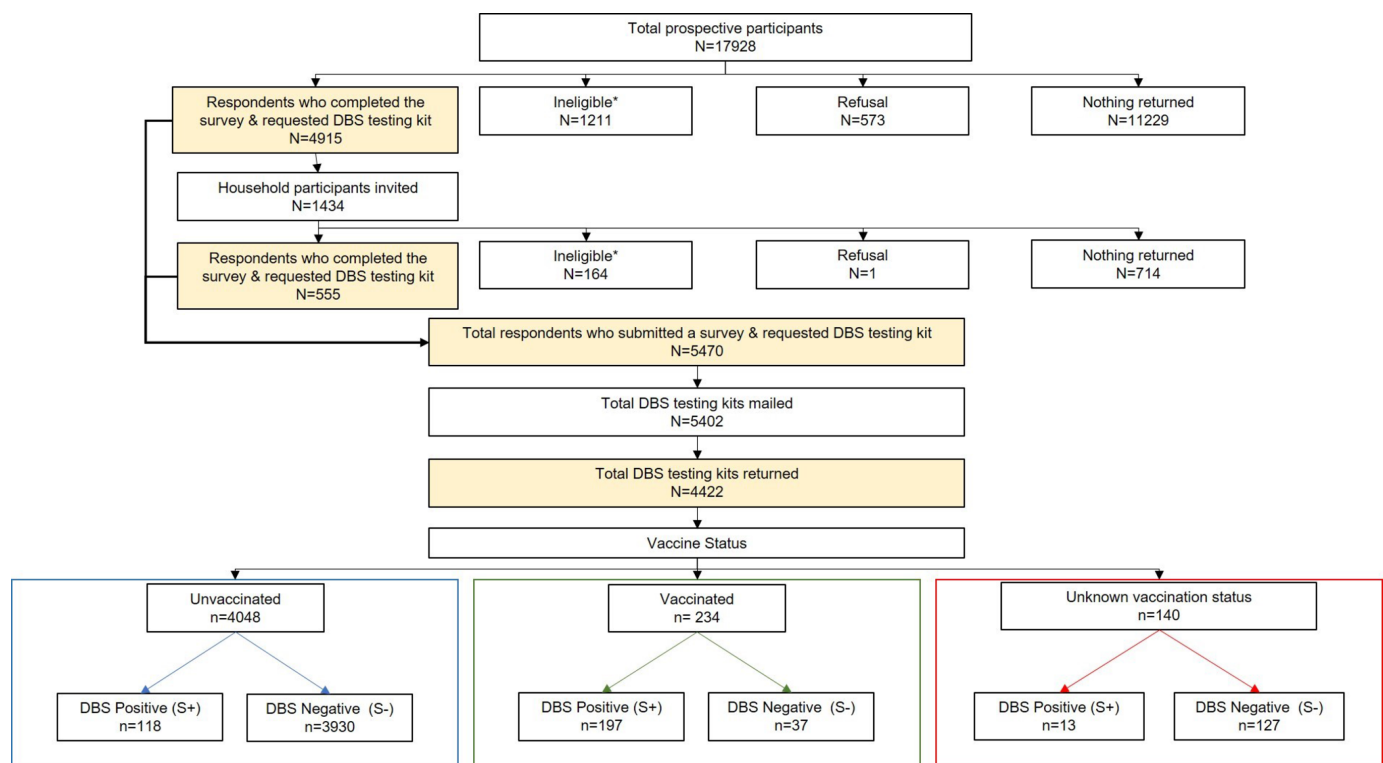 Total prospective participants
N=17928
Respondents who completed the
survey & requested DBS testing kit
N=4915
Ineligible*
N=1211
Refusal
N=573
Nothing returned
N=11229
Household participants invited
N=1434
Respondents who completed the
survey & requested DBS testing kit
N=555
Ineligible*
N=164
Refusal
N=1
Nothing returned
N=714
Total respondents who submitted a survey & requested DBS testing kit
N=5470
Total DBS testing kits mailed
N=5402
Total DBS testing kits returned
N=4422
Vaccine Status
Unvaccinated
n=4048
Vaccinated
n= 234
Unknown vaccination status
n=140
DBS Positive (S+)
n=118
DBS Negative (S-)
n=3930
DBS Positive (S+)
n=197
DBS Negative (S-)
n=37
DBS Positive (S+)
n=13
DBS Negative (S-)
n=127